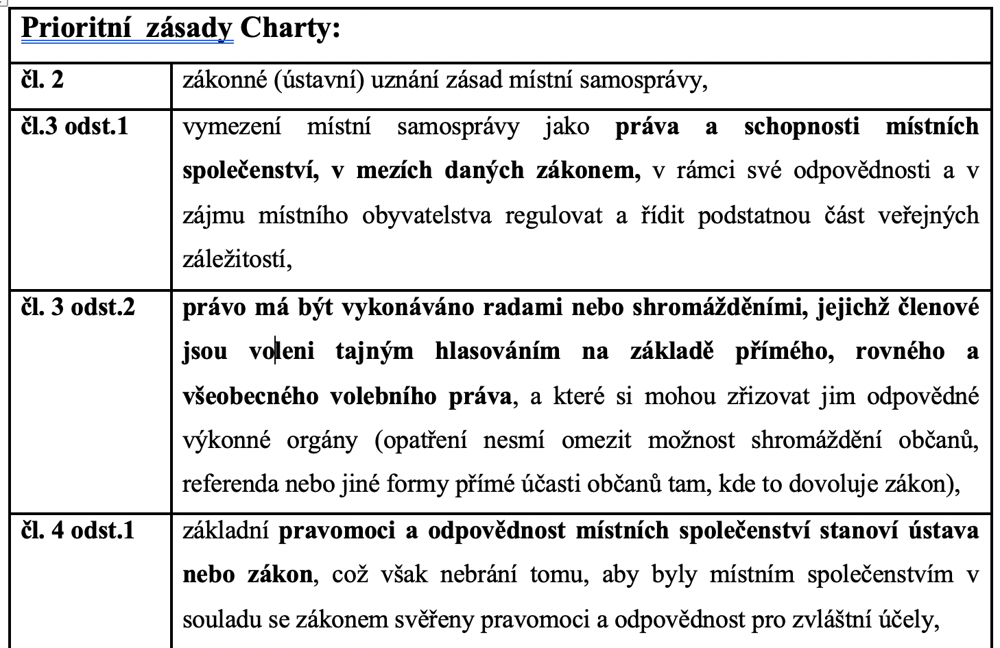 Prioritní zásady Charty:
čl. 2
zákonné (ústavní) uznání zásad místní samosprávy,
čl.3 odst.1
vymezení místní samosprávy jako práva a schopnosti místních
společenství, v mezích daných zákonem, v rámci své odpovědnosti a v
zájmu místního obyvatelstva regulovat a řídit podstatnou část veřejných
záležitostí,
čl. 3 odst.2
právo má být vykonáváno radami nebo shromážděními, jejichž členové
jsou voleni tajným hlasováním na základě přímého, rovného a
všeobecného volebního práva, a které si mohou zřizovat jim odpovědné
výkonné orgány (opatření nesmí omezit možnost shromáždění občanů,
referenda nebo jiné formy přímé účasti občanů tam, kde to dovoluje zákon),
čl. 4 odst.1
základní pravomoci a odpovědnost místních společenství stanoví ústava
nebo zákon, což však nebrání tomu, aby byly místním společenstvím v
souladu se zákonem svěřeny pravomoci a odpovědnost pro zvláštní účely,